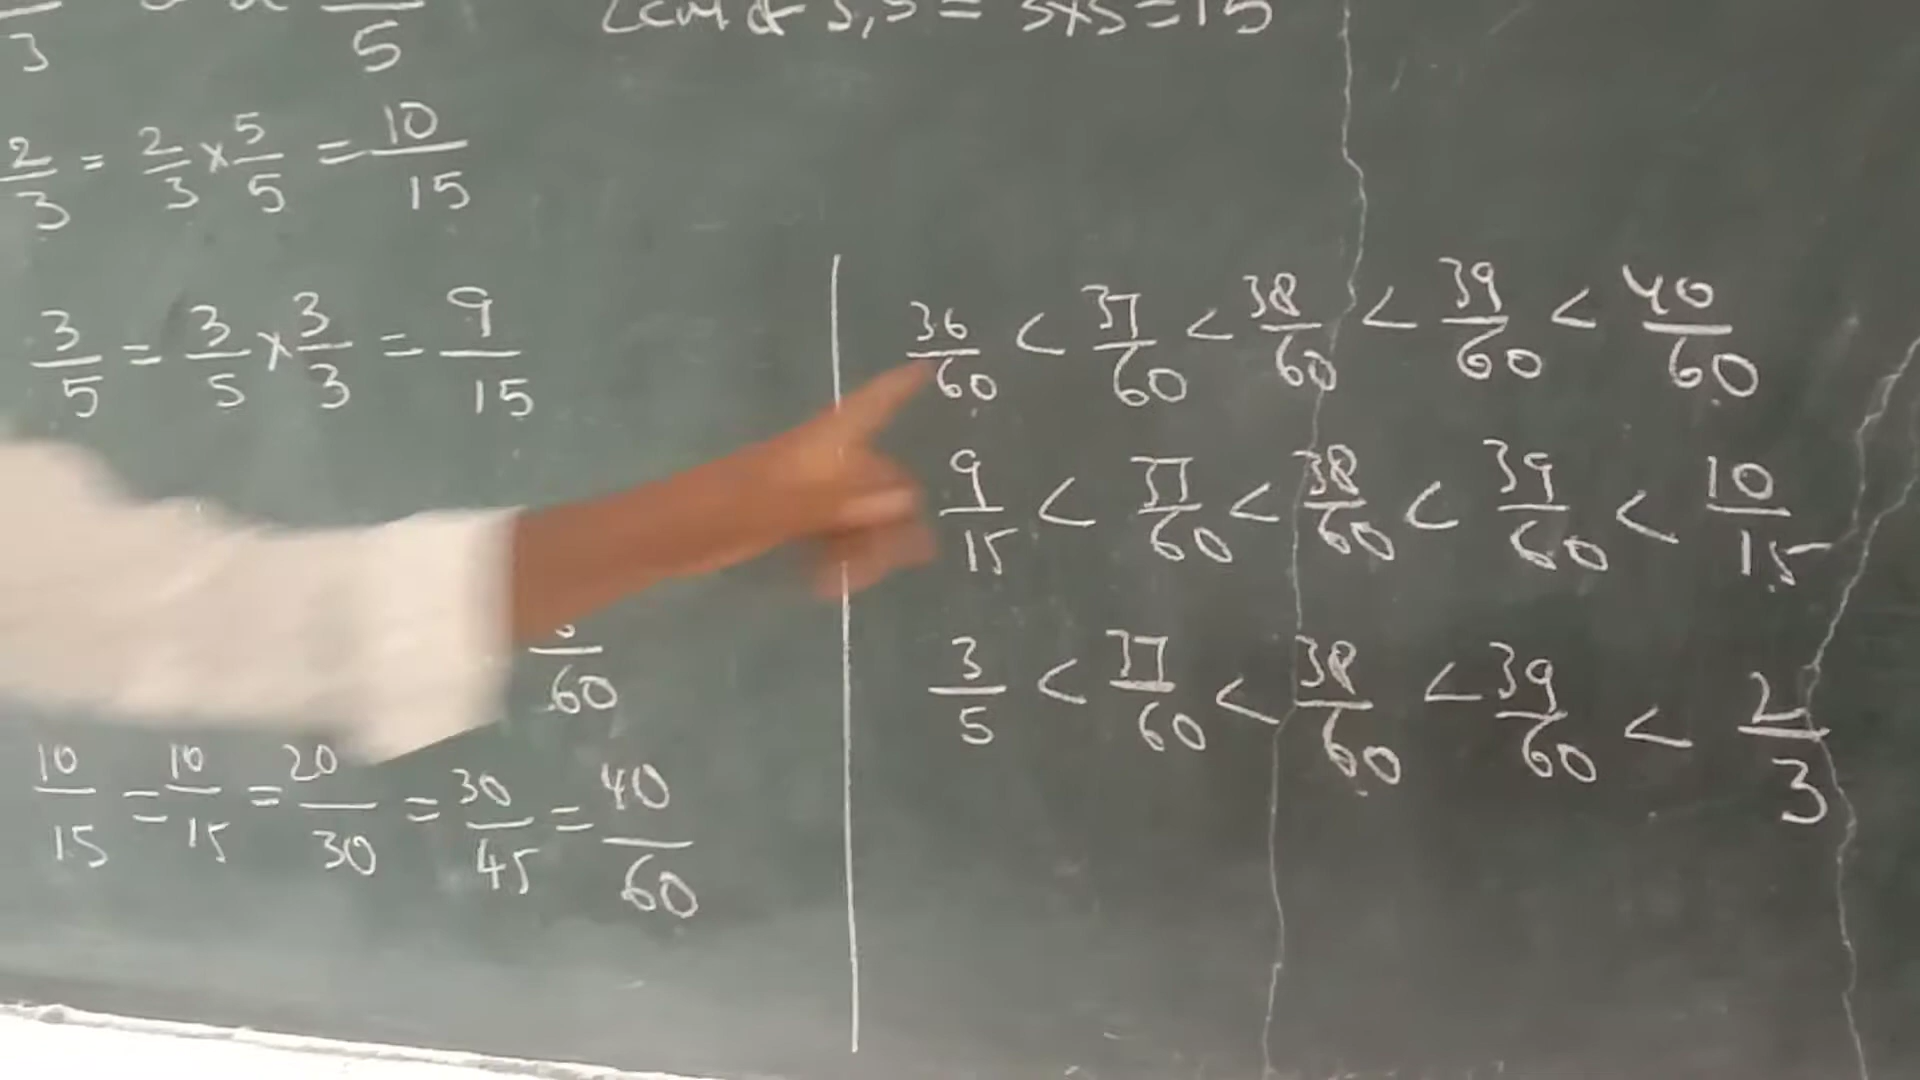 3 5 LCM of 3,5 = 3×5 = 15
2/3 = 2/3 × 5/5 = 10/15
3/5 = 3/5 × 3/3 = 9/15
/60
10/15 = 10/15 = 20/30 = 30/45 = 40/60
36/60 < 37/60 < 38/60 < 39/60 < 40/60
9/15 < 37/60 < 38/60 < 39/60 < 10/15
3/5 < 37/60 < 38/60 < 39/60 < 2/3